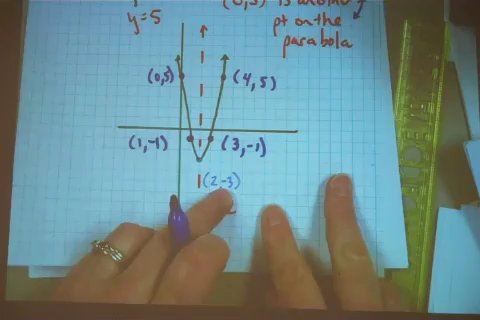 y=5
(0,5) is another
pt on the
parabola
(0,5)
(4,5)
(1,-1)
(3,-1)
(2-3)